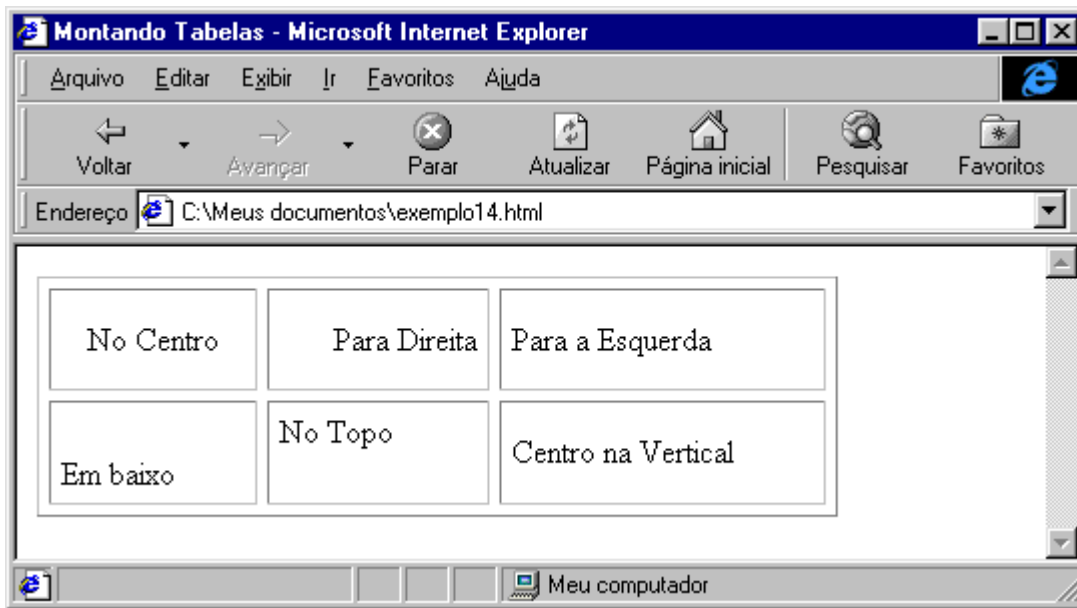 Montando Tabelas - Microsoft Internet Explorer
Arquivo Editar Exibir Ir Favoritos Ajuda
Voltar Avançar Parar Atualizar Página inicial Pesquisar Favoritos
Endereço C:\Meus documentos\exemplo14.html
No Centro Para Direita Para a Esquerda
Em baixo No Topo Centro na Vertical
Meu computador